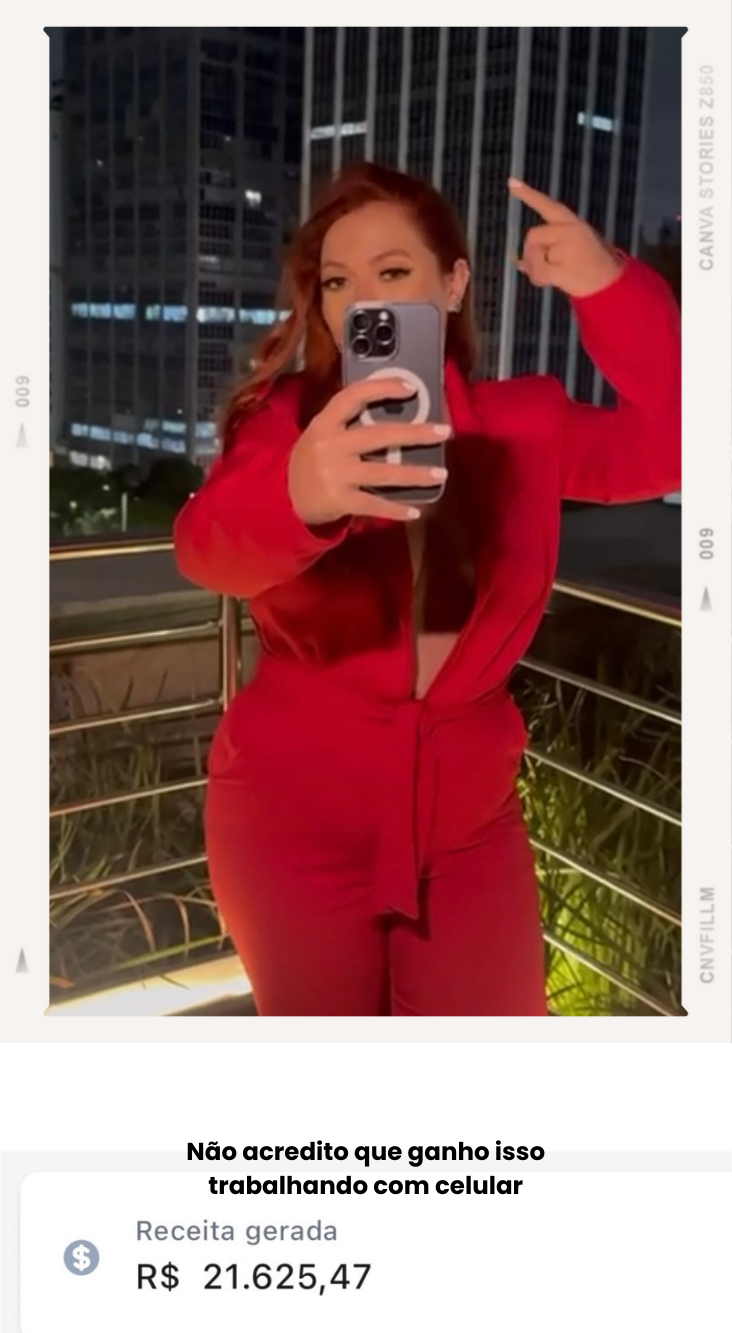 CANVA STORIES Z850
009
009
CNVFILLM
Não acredito que ganho isso
trabalhando com celular
Receita gerada
R$ 21.625,47